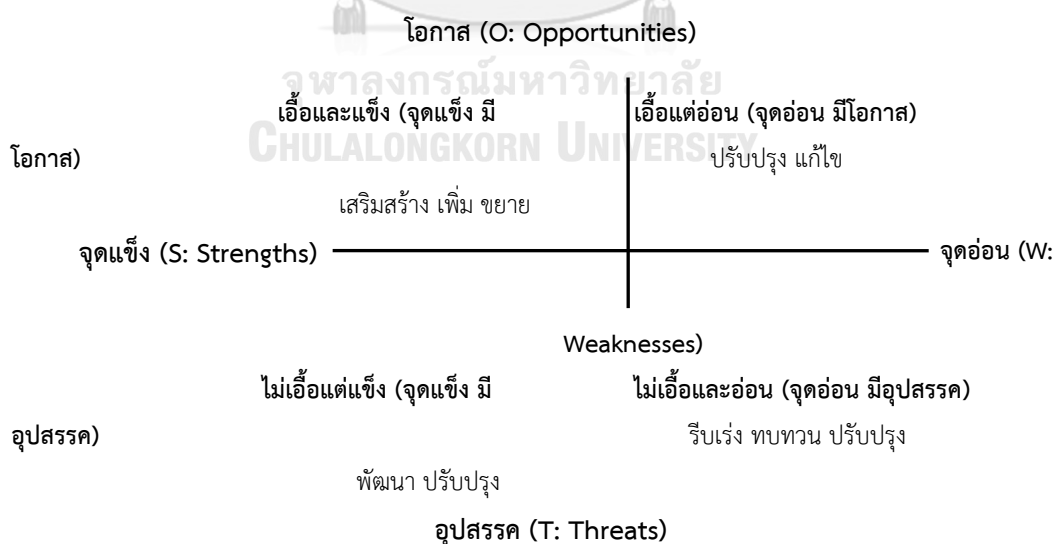 โอกาส (O: Opportunities)
จุฬาลงกรณ์มหาวิทยาลัย
เอื้อและแข็ง (จุดแข็ง มี เอื้อแต่อ่อน (จุดอ่อน มีโอกาส)
โอกาส) ปรับปรุง แก้ไข
CHULALONGKORN UNIVERSITY
เสริมสร้าง เพิ่ม ขยาย
จุดแข็ง (S: Strengths) จุดอ่อน (W:
Weaknesses)
ไม่เอื้อแต่แข็ง (จุดแข็ง มี ไม่เอื้อและอ่อน (จุดอ่อน มีอุปสรรค)
อุปสรรค) รีบเร่ง ทบทวน ปรับปรุง
พัฒนา ปรับปรุง
อุปสรรค (T: Threats)